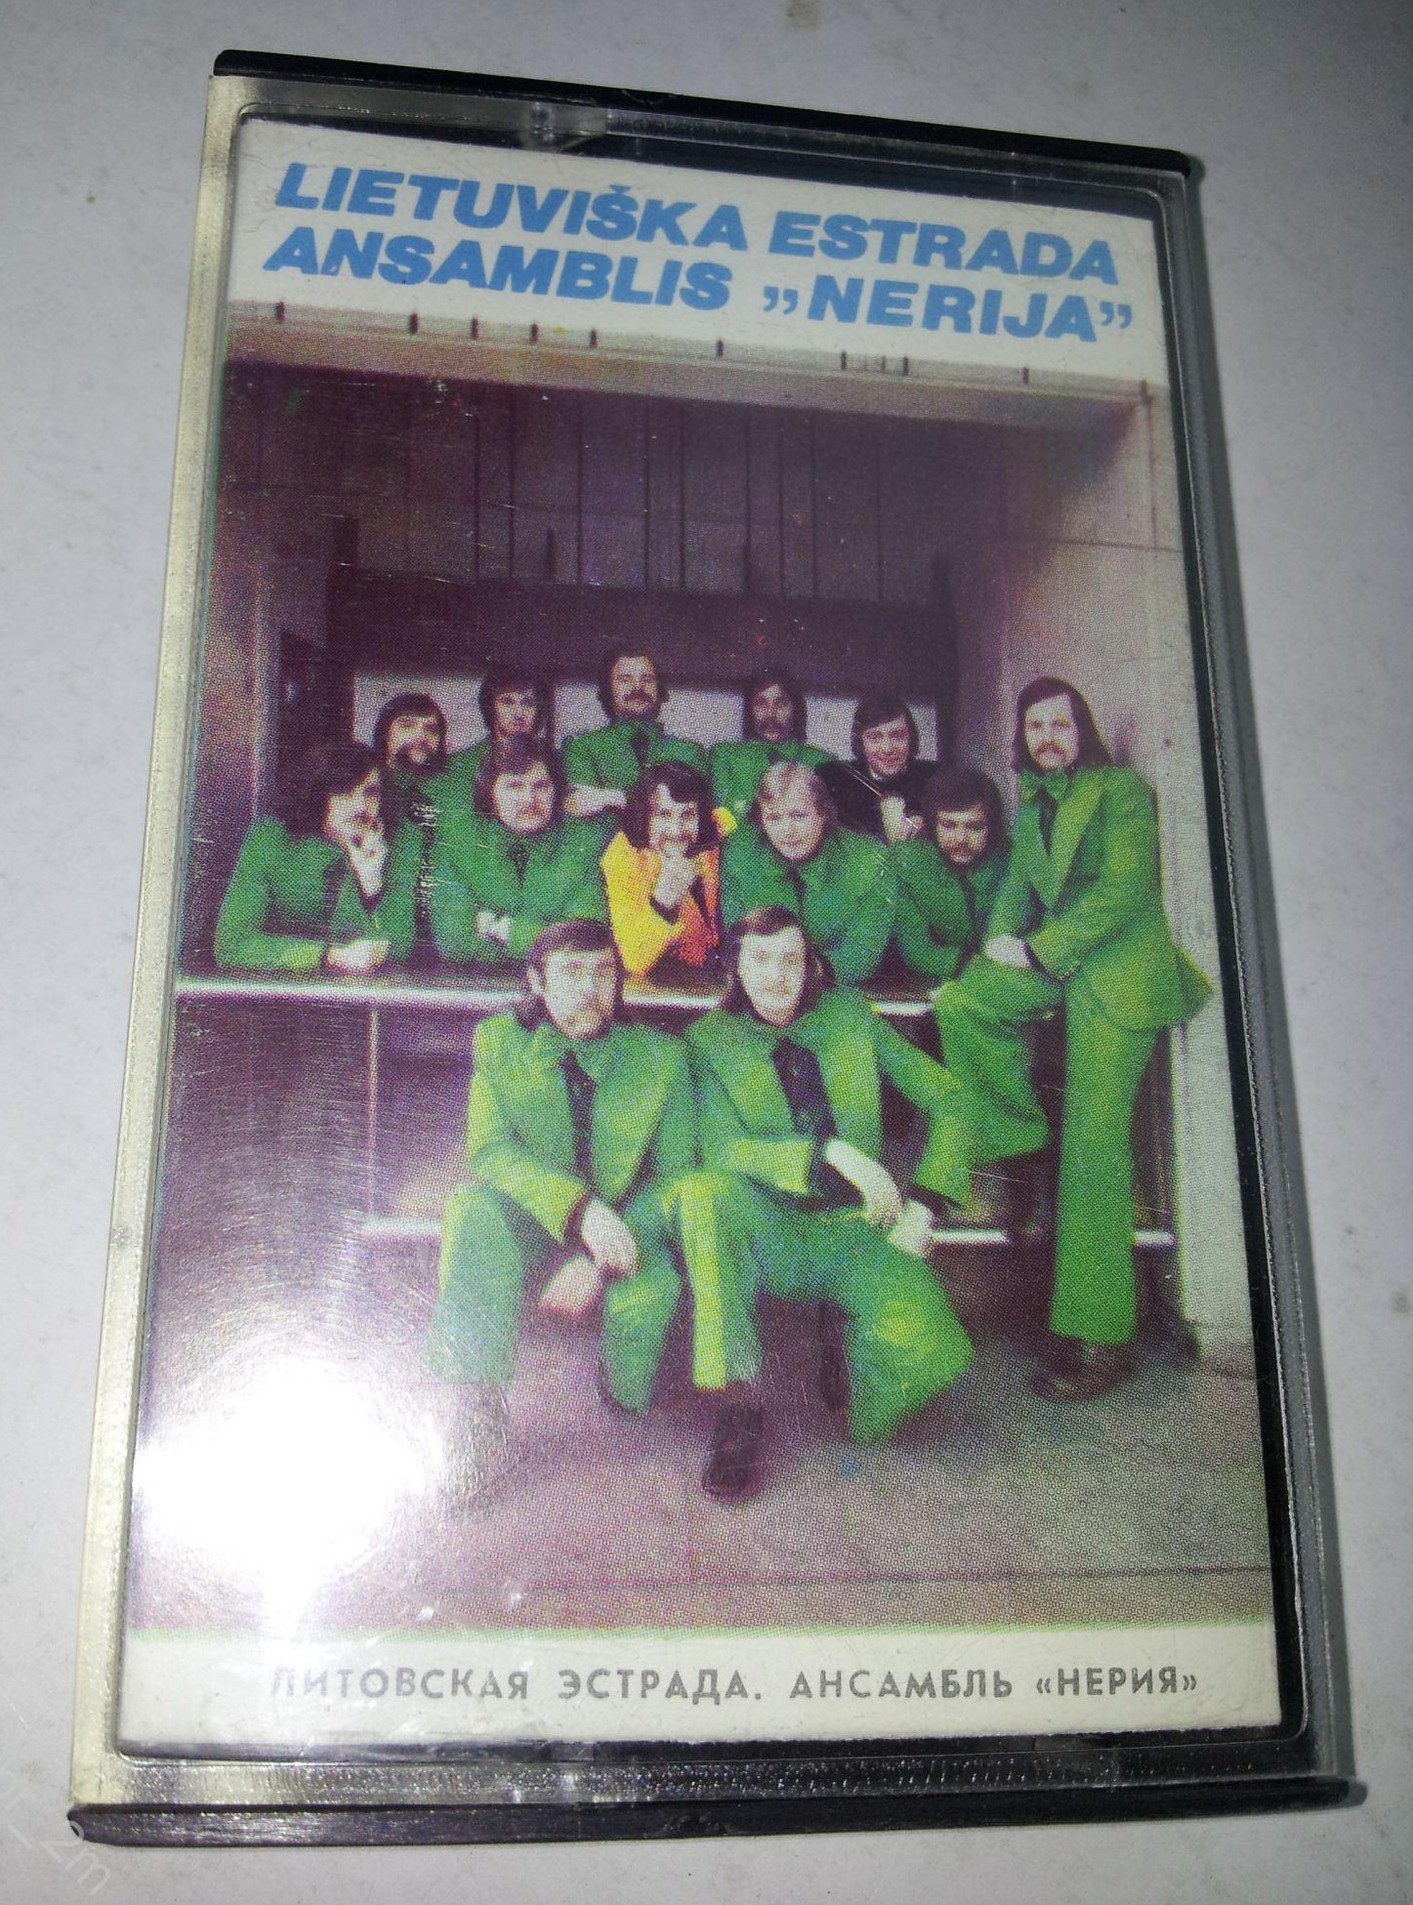 LIETUVIŠKA ESTRADA
ANSAMBLIS „NERIJA”
ЛИТОВСКАЯ ЭСТРАДА. АНСАМБЛЬ «НЕРИЯ»